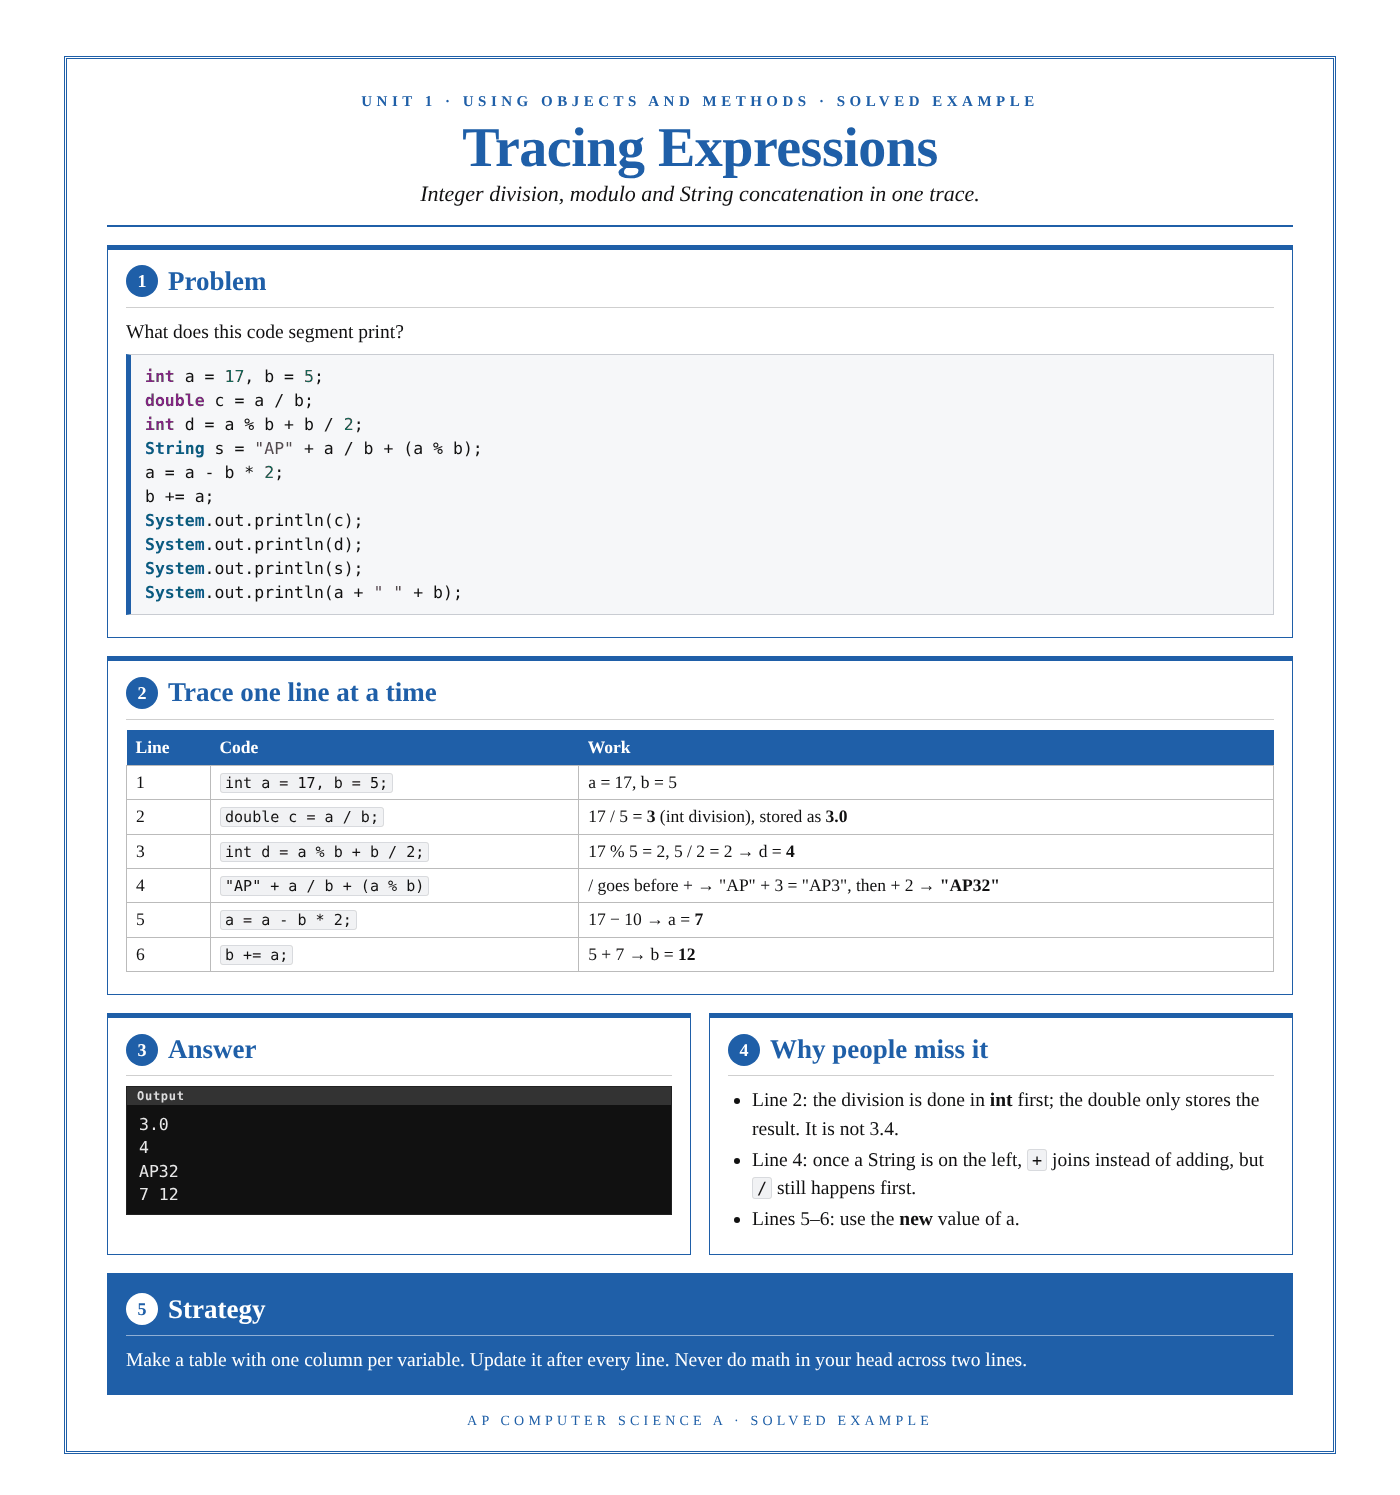 UNIT 1 · USING OBJECTS AND METHODS · SOLVED EXAMPLE
Tracing Expressions
Integer division, modulo and String concatenation in one trace.
1 Problem
What does this code segment print?
int a = 17, b = 5;
double c = a / b;
int d = a % b + b / 2;
String s = "AP" + a / b + (a % b);
a = a - b * 2;
b += a;
System.out.println(c);
System.out.println(d);
System.out.println(s);
System.out.println(a + " " + b);
2 Trace one line at a time
Line Code Work
1 int a = 17, b = 5; a = 17, b = 5
2 double c = a / b; 17 / 5 = 3 (int division), stored as 3.0
3 int d = a % b + b / 2; 17 % 5 = 2, 5 / 2 = 2 → d = 4
4 "AP" + a / b + (a % b) / goes before + → "AP" + 3 = "AP3", then + 2 → "AP32"
5 a = a - b * 2; 17 − 10 → a = 7
6 b += a; 5 + 7 → b = 12
3 Answer
Output
3.0
4
AP32
7 12
4 Why people miss it
• Line 2: the division is done in int first; the double only stores the
result. It is not 3.4.
• Line 4: once a String is on the left, + joins instead of adding, but
/ still happens first.
• Lines 5–6: use the new value of a.
5 Strategy
Make a table with one column per variable. Update it after every line. Never do math in your head across two lines.
AP COMPUTER SCIENCE A · SOLVED EXAMPLE